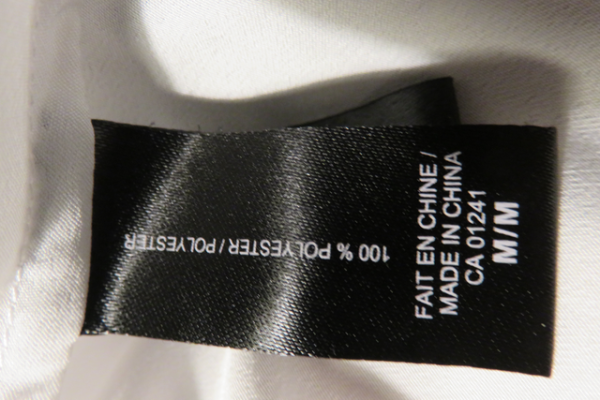 FAIT EN CHINE /
MADE IN CHINA
CA 01241
M/M
100 % POLYESTER / POLYESTER